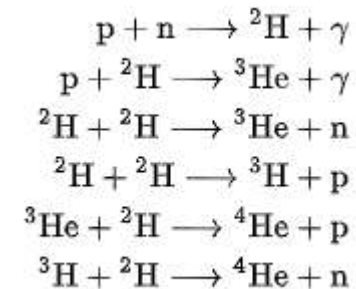 p + n ⟶ ²H + γ
p + ²H ⟶ ³He + γ
²H + ²H ⟶ ³He + n
²H + ²H ⟶ ³H + p
³He + ²H ⟶ ⁴He + p
³H + ²H ⟶ ⁴He + n